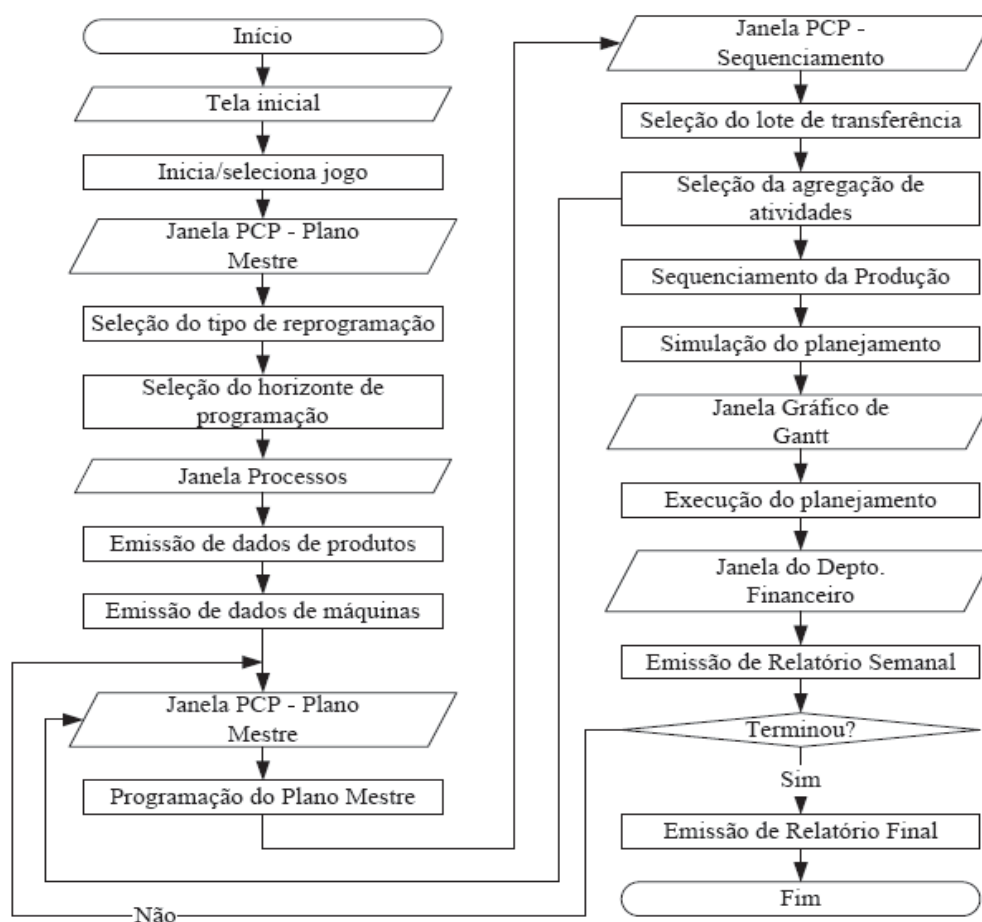 Início
Tela inicial
Inicia/seleciona jogo
Janela PCP - Plano
Mestre
Seleção do tipo de reprogramação
Seleção do horizonte de
programação
Janela Processos
Emissão de dados de produtos
Emissão de dados de máquinas
Janela PCP - Plano
Mestre
Programação do Plano Mestre
Janela PCP -
Sequenciamento
Seleção do lote de transferência
Seleção da agregação de
atividades
Sequenciamento da Produção
Simulação do planejamento
Janela Gráfico de
Gantt
Execução do planejamento
Janela do Depto.
Financeiro
Emissão de Relatório Semanal
Terminou?
Sim
Emissão de Relatório Final
Fim
Não